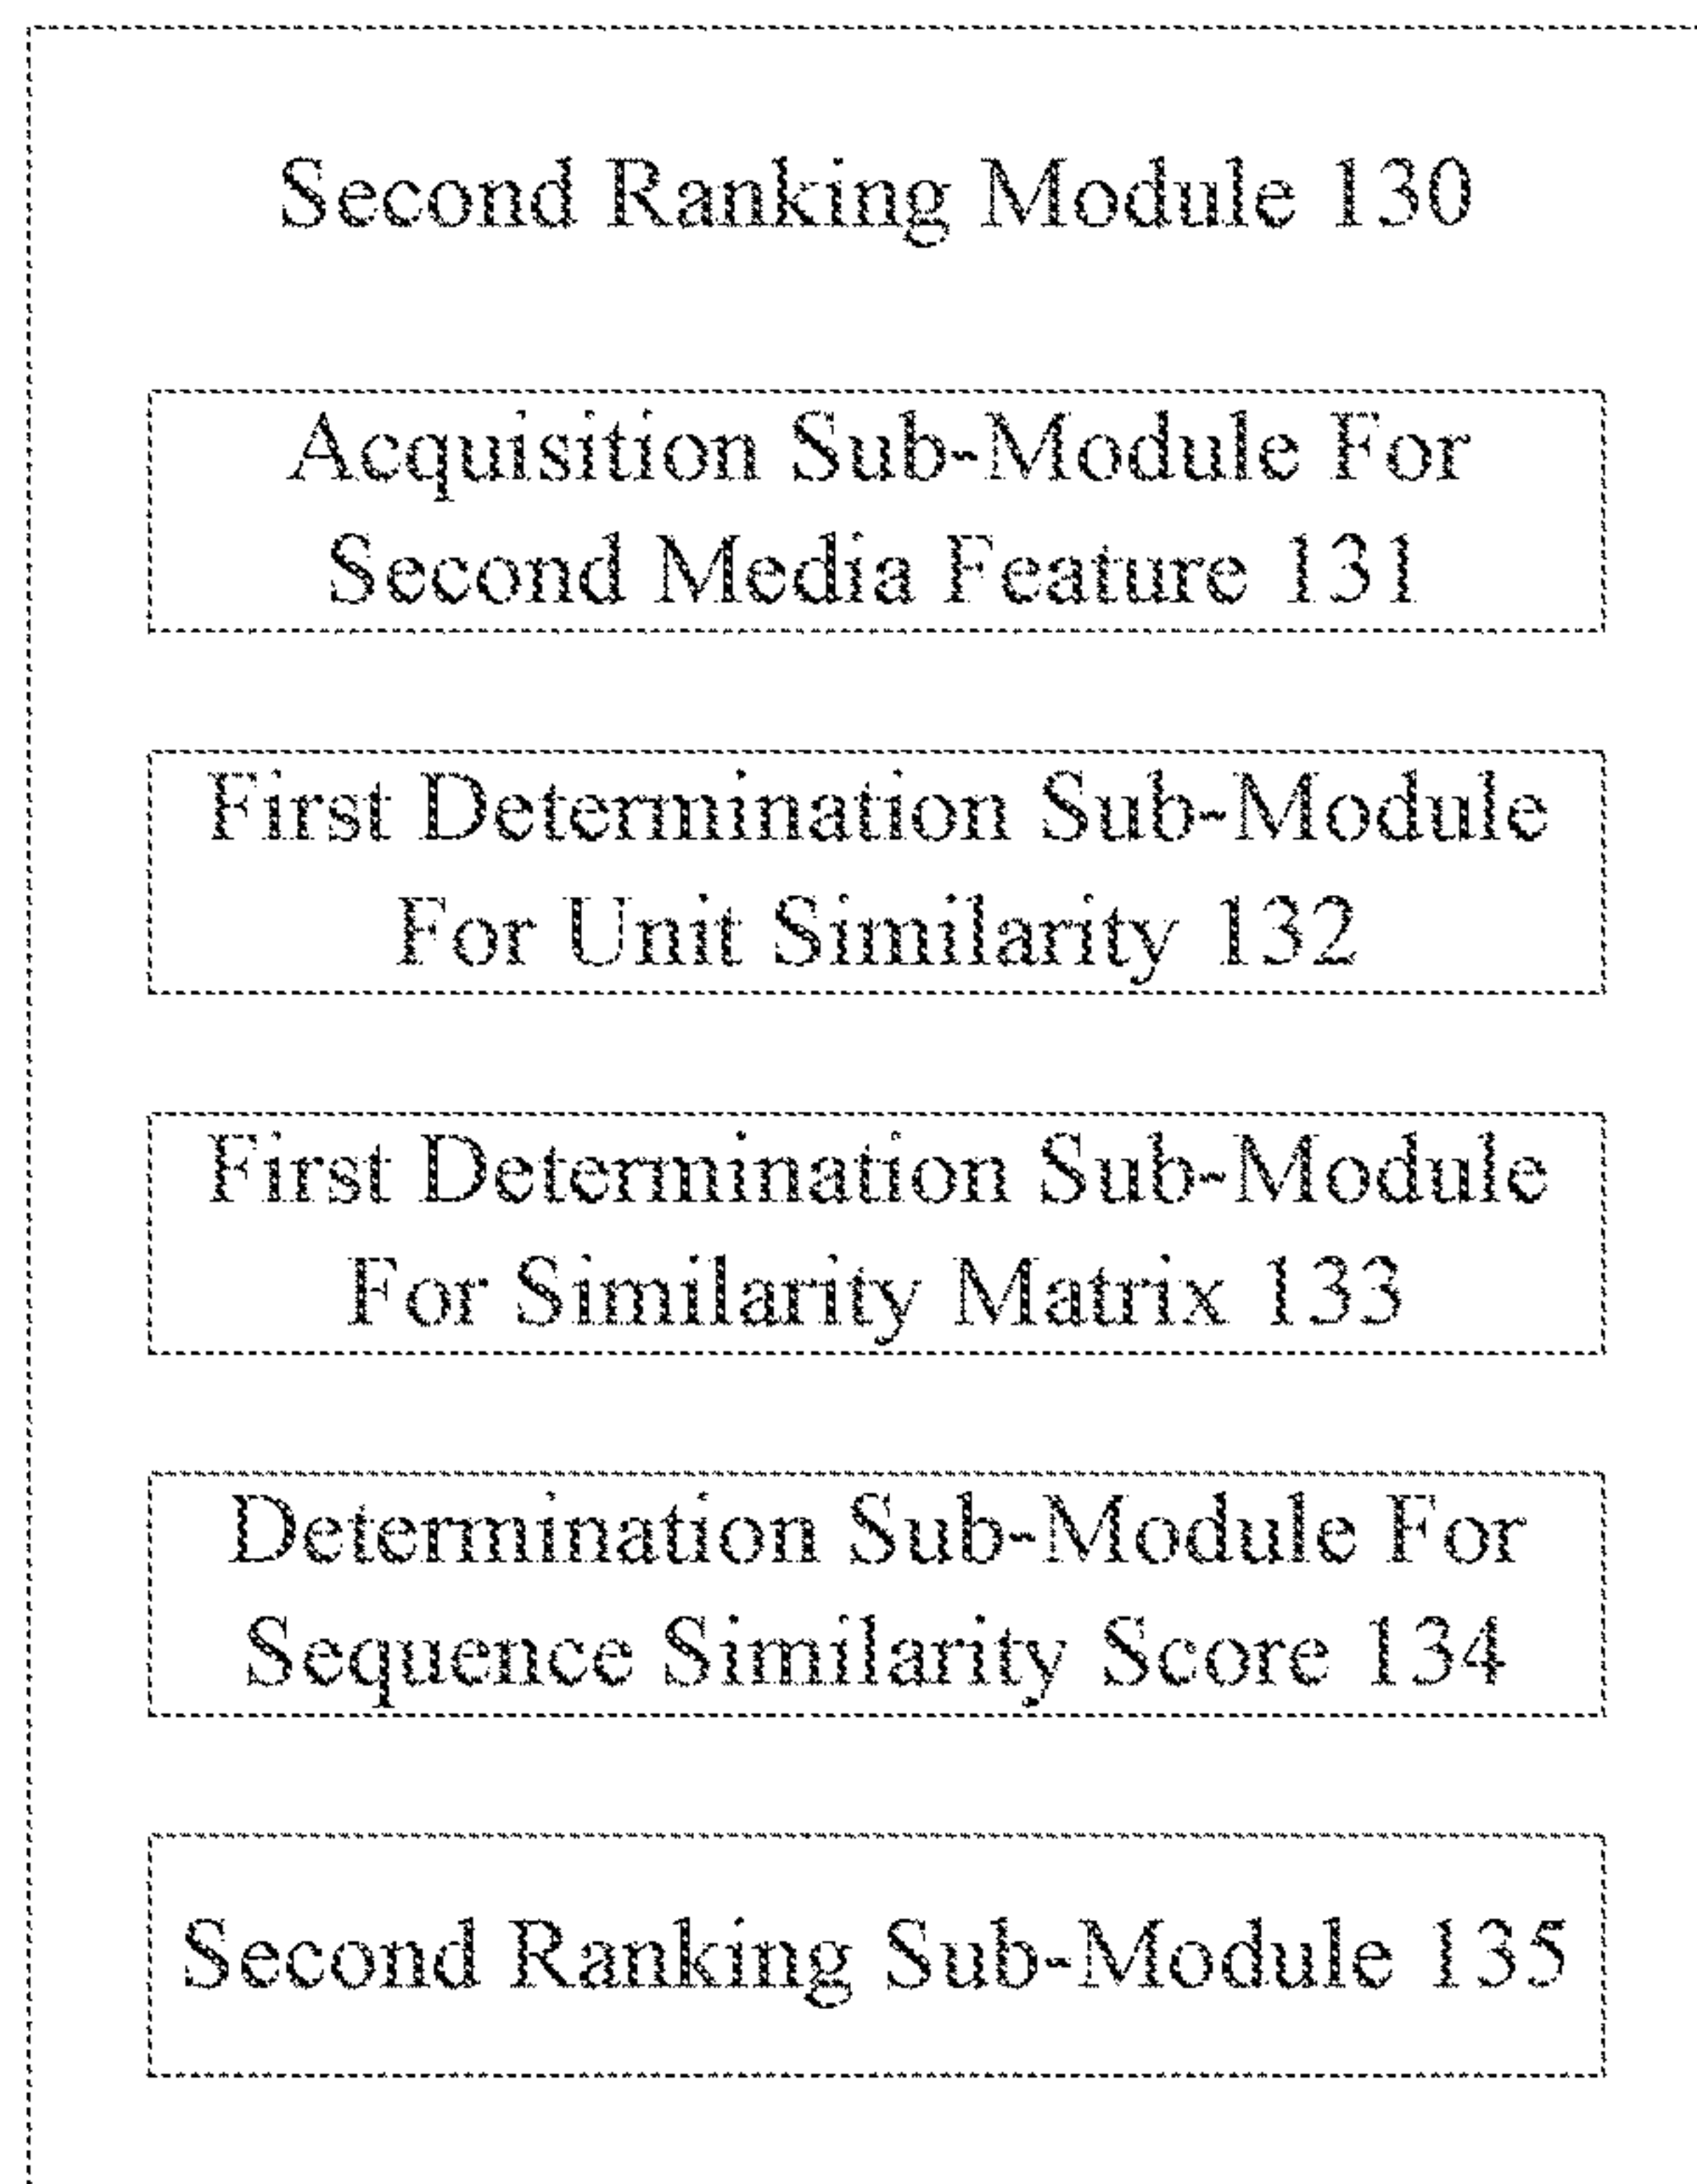 Second Ranking Module 130
Acquisition Sub-Module For
Second Media Feature 131
First Determination Sub-Module
For Unit Similarity 132
First Determination Sub-Module
For Similarity Matrix 133
Determination Sub-Module For
Sequence Similarity Score 134
Second Ranking Sub-Module 135